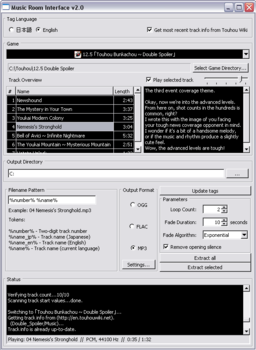 Music Room Interface v2.0
Tag Language
日本語 English
Get most recent track info from Touhou Wiki
Game
12.5「Touhou Bunkachou ~ Double Spoiler」
C:/Touhou\12.5 Double Spoiler
Select Game Directory...
Track Overview
Play selected track
# Name Length
1 Newshound 2:43
2 The Mystery in Your Town 3:37
3 Youkai Modern Colony 3:25
4 Nemesis's Stronghold 3:04
5 Bell of Avici ~ Infinite Nightmare 5:32
6 The Youkai Mountain ~ Mysterious Mountain 2:51
The third event coverage theme.
Okay, now we're into the advanced levels.
From here on, shot counts in the hundreds is
common, right?
I wrote this with the image of you facing
your tough news coverage opponent in mind.
I wonder if it's a bit of a handsome melody,
or if the music and rhythm produce a slightly
cute feel.
Wow, the advanced levels are tough!
Output Directory
C:
...
Filename Pattern
%number% %name%
Example: 04 Nemesis's Stronghold.mp3
Tokens:
%number% - Two-digit track number
%name_jp% - Track name (Japanese)
%name_en% - Track name (English)
%name% - Track name (current language)
Output Format
OGG
FLAC
MP3
Settings...
Update tags
Parameters
Loop Count: 2
Fade Duration: 10 seconds
Fade Algorithm: Exponential
Remove opening silence
Extract all
Extract selected
Status
Verifying track count...10/10
Scanning track start values...done.
Switching to「Touhou Bunkachou ~ Double Spoiler」...
Getting track info from (http://en.touhouwiki.net)
(Double_Spoiler/Music)...
Track info is already up-to-date.
Playing: 04 Nemesis's Stronghold // PCM, 44100 Hz // 0:35 / 1:32